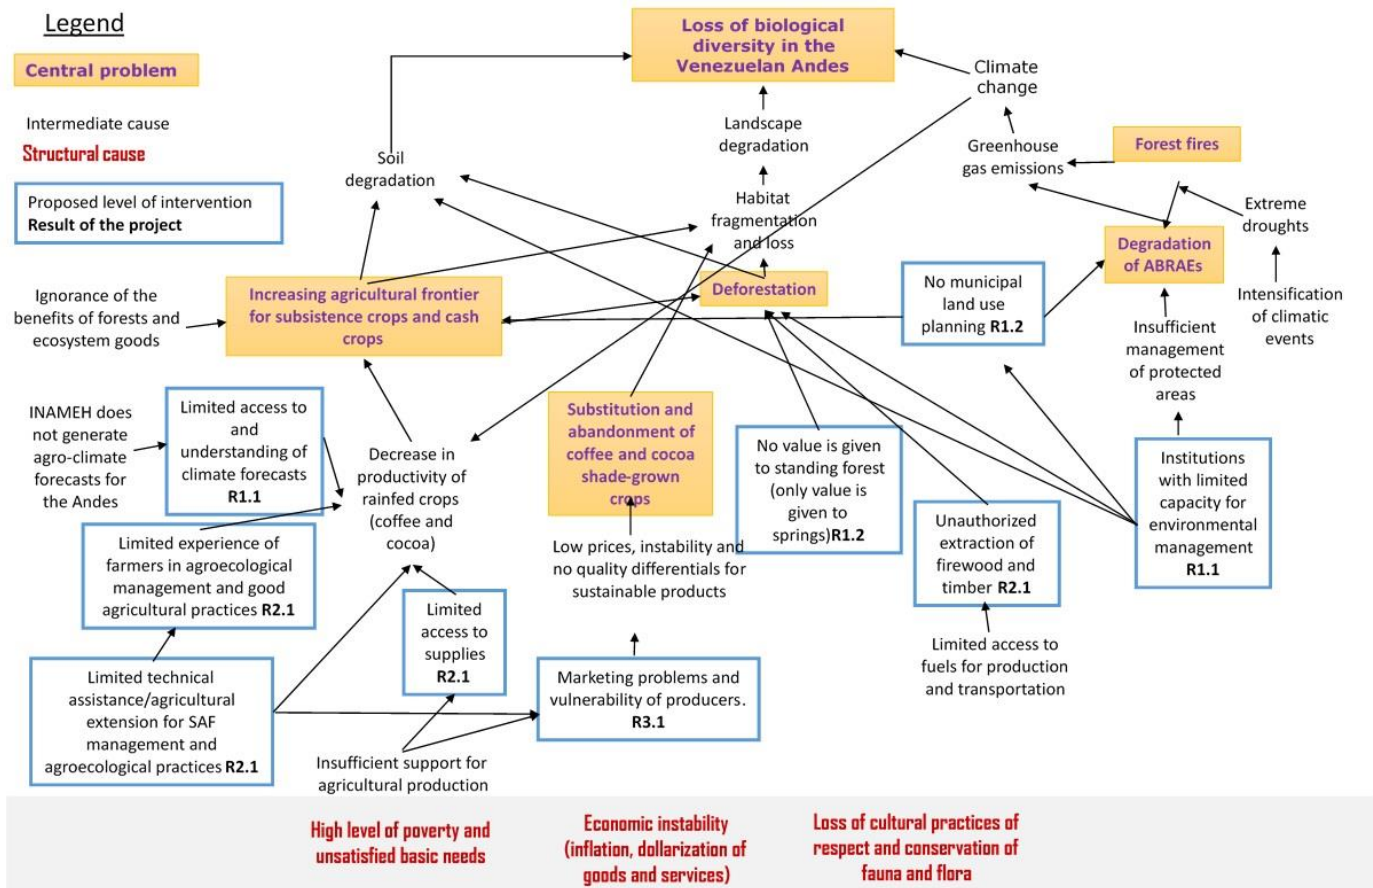 Legend
Central problem
Intermediate cause
Structural cause
Proposed level of intervention
Result of the project
Loss of biological
diversity in the
Venezuelan Andes
Climate
change
Landscape
degradation
Soil
degradation
Greenhouse
gas emissions
Forest fires
Habitat
fragmentation
and loss
Extreme
droughts
Degradation
of ABRAEs
Ignorance of the
benefits of forests and
ecosystem goods
Increasing agricultural frontier
for subsistence crops and cash
crops
Deforestation
No municipal
land use
planning R1.2
Intensification
of climatic
events
Insufficient
management
of protected
areas
INAMEH does
not generate
agro-climate
forecasts for
the Andes
Limited access to
and
understanding of
climate forecasts
R1.1
Decrease in
productivity of
rainfed crops
(coffee and
cocoa)
Substitution and
abandonment of
coffee and cocoa
shade-grown
crops
No value is given
to standing forest
(only value is
given to
springs)R1.2
Institutions
with limited
capacity for
environmental
management
R1.1
Limited experience of
farmers in agroecological
management and good
agricultural practices R2.1
Low prices, instability and
no quality differentials for
sustainable products
Unauthorized
extraction of
firewood and
timber R2.1
Limited
access to
supplies
R2.1
Limited technical
assistance/agricultural
extension for SAF
management and
agroecological practices R2.1
Marketing problems and
vulnerability of producers.
R3.1
Limited access to
fuels for production
and transportation
Insufficient support for
agricultural production
High level of poverty and
unsatisfied basic needs
Economic instability
(inflation, dollarization of
goods and services)
Loss of cultural practices of
respect and conservation of
fauna and flora